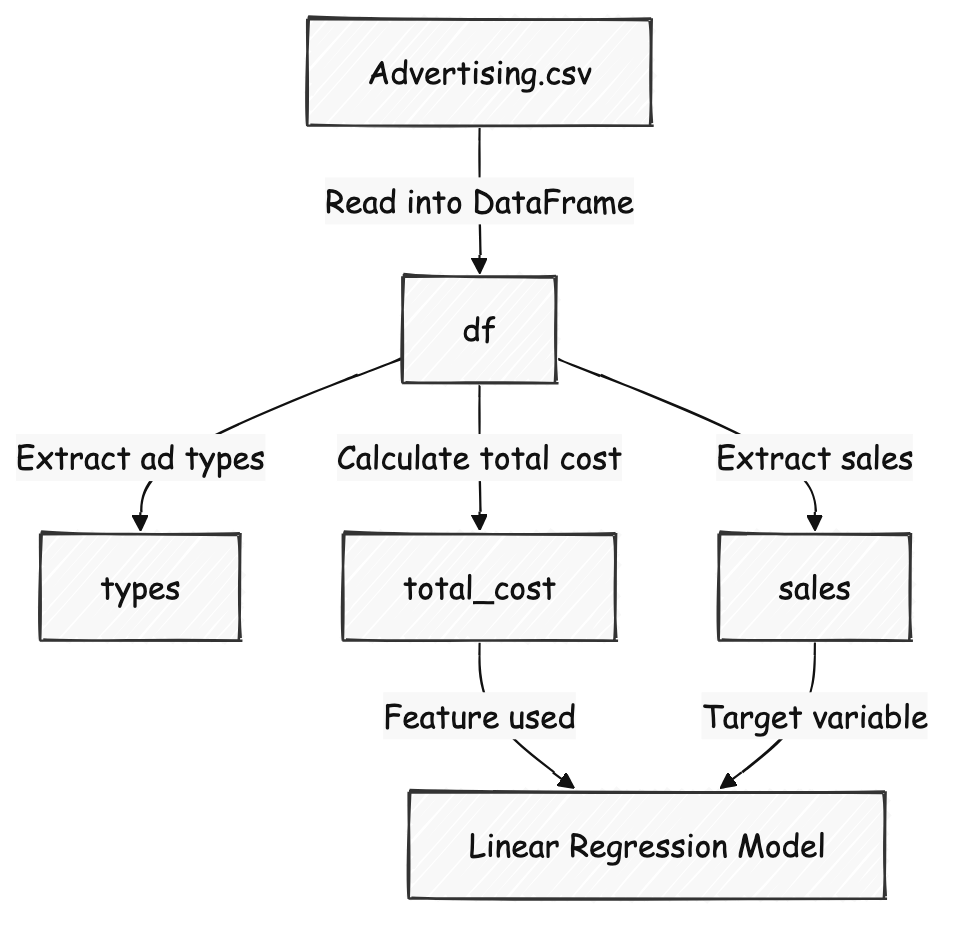 Advertising.csv
Read into DataFrame
df
Extract ad types
Calculate total cost
Extract sales
types
total_cost
sales
Feature used
Target variable
Linear Regression Model